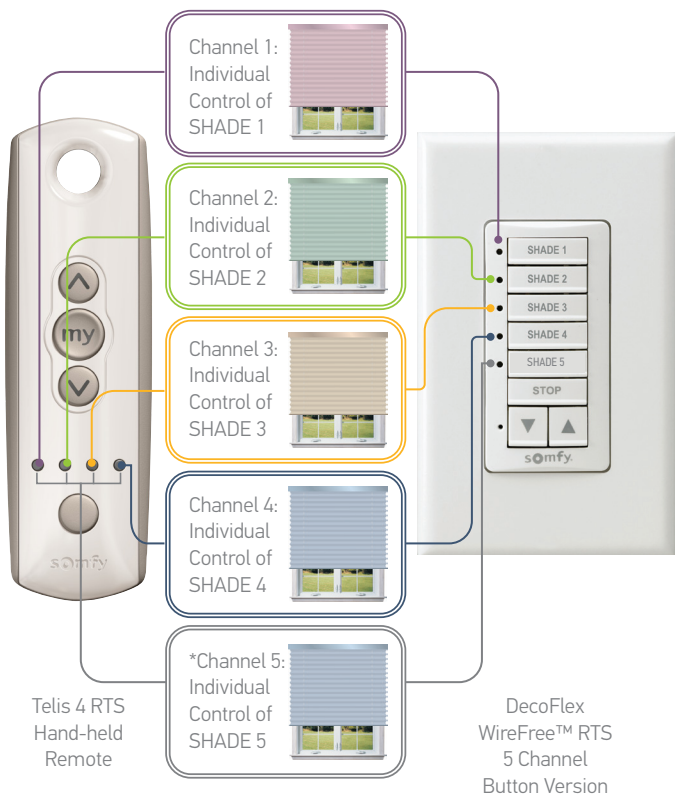 Channel 1:
Individual
Control of
SHADE 1
Channel 2:
Individual
Control of
SHADE 2
Channel 3:
Individual
Control of
SHADE 3
Channel 4:
Individual
Control of
SHADE 4
*Channel 5:
Individual
Control of
SHADE 5
my
somfy
Telis 4 RTS
Hand-held
Remote
SHADE 1
SHADE 2
SHADE 3
SHADE 4
SHADE 5
STOP
somfy.
DecoFlex
WireFree™ RTS
5 Channel
Button Version